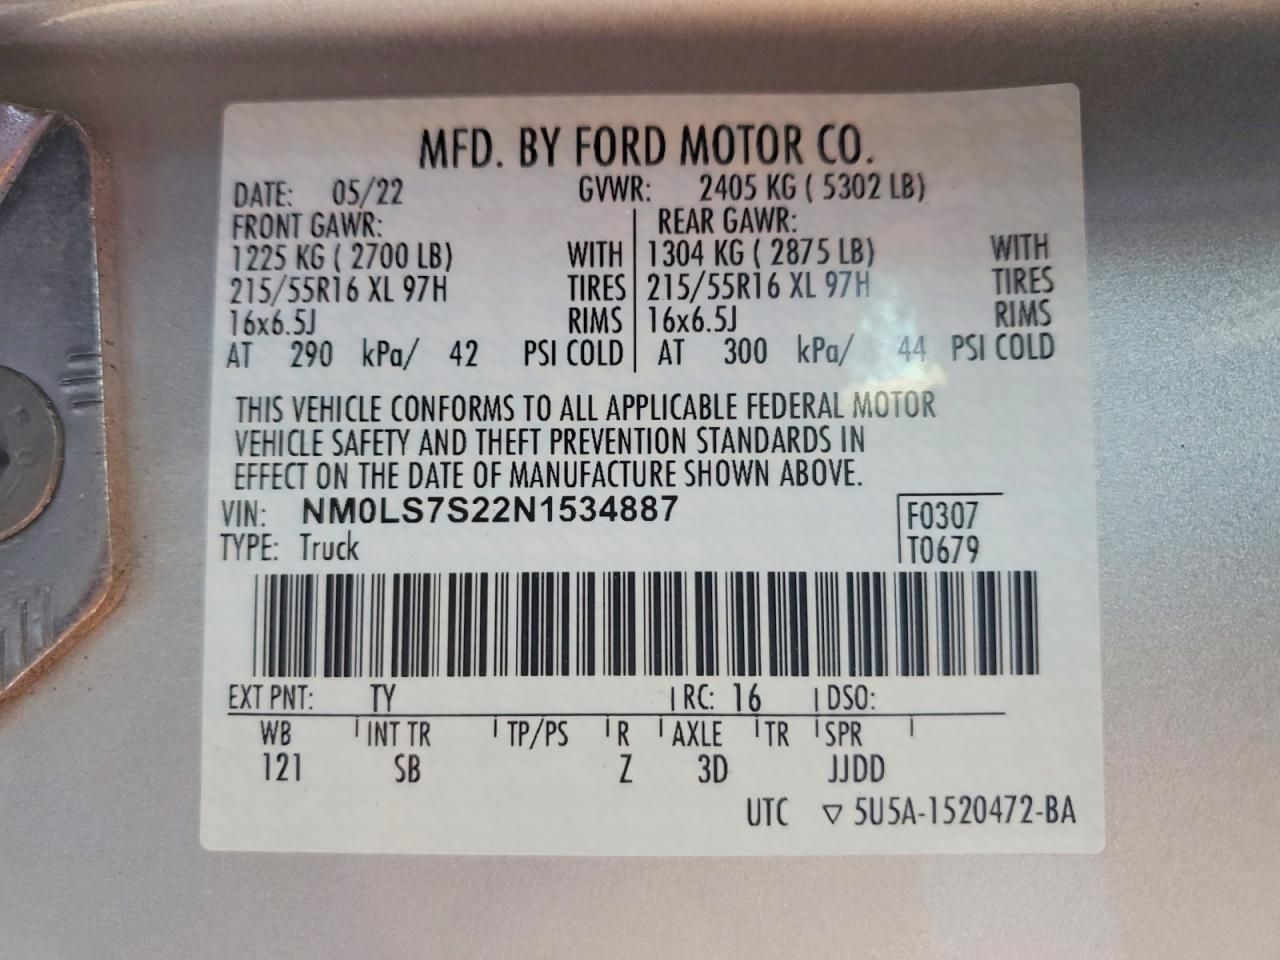 MFD. BY FORD MOTOR CO.
DATE: 05/22 GVWR: 2405 KG ( 5302 LB)
FRONT GAWR: REAR GAWR:
1225 KG ( 2700 LB) WITH 1304 KG ( 2875 LB) WITH
215/55R16 XL 97H TIRES 215/55R16 XL 97H TIRES
16x6.5J RIMS 16x6.5J RIMS
AT 290 kPa/ 42 PSI COLD AT 300 kPa/ 44 PSI COLD
THIS VEHICLE CONFORMS TO ALL APPLICABLE FEDERAL MOTOR
VEHICLE SAFETY AND THEFT PREVENTION STANDARDS IN
EFFECT ON THE DATE OF MANUFACTURE SHOWN ABOVE.
VIN: NM0LS7S22N1534887 F0307
TYPE: Truck T0679
EXT PNT: TY RC: 16 DSO:
WB INT TR TP/PS R AXLE TR SPR
121 SB Z 3D JJDD
UTC ▽ 5U5A-1520472-BA